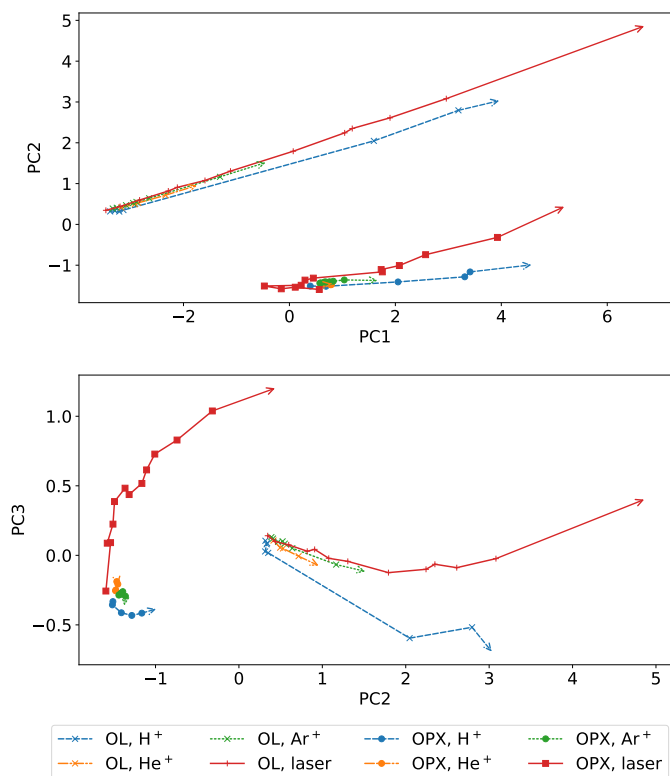 5
4
3
2
1
0
−1
PC2
−2 0 2 4 6
PC1
1.0
0.5
0.0
−0.5
PC3
−1 0 1 2 3 4 5
PC2
OL, H⁺ OL, Ar⁺ OPX, H⁺ OPX, Ar⁺
OL, He⁺ OL, laser OPX, He⁺ OPX, laser